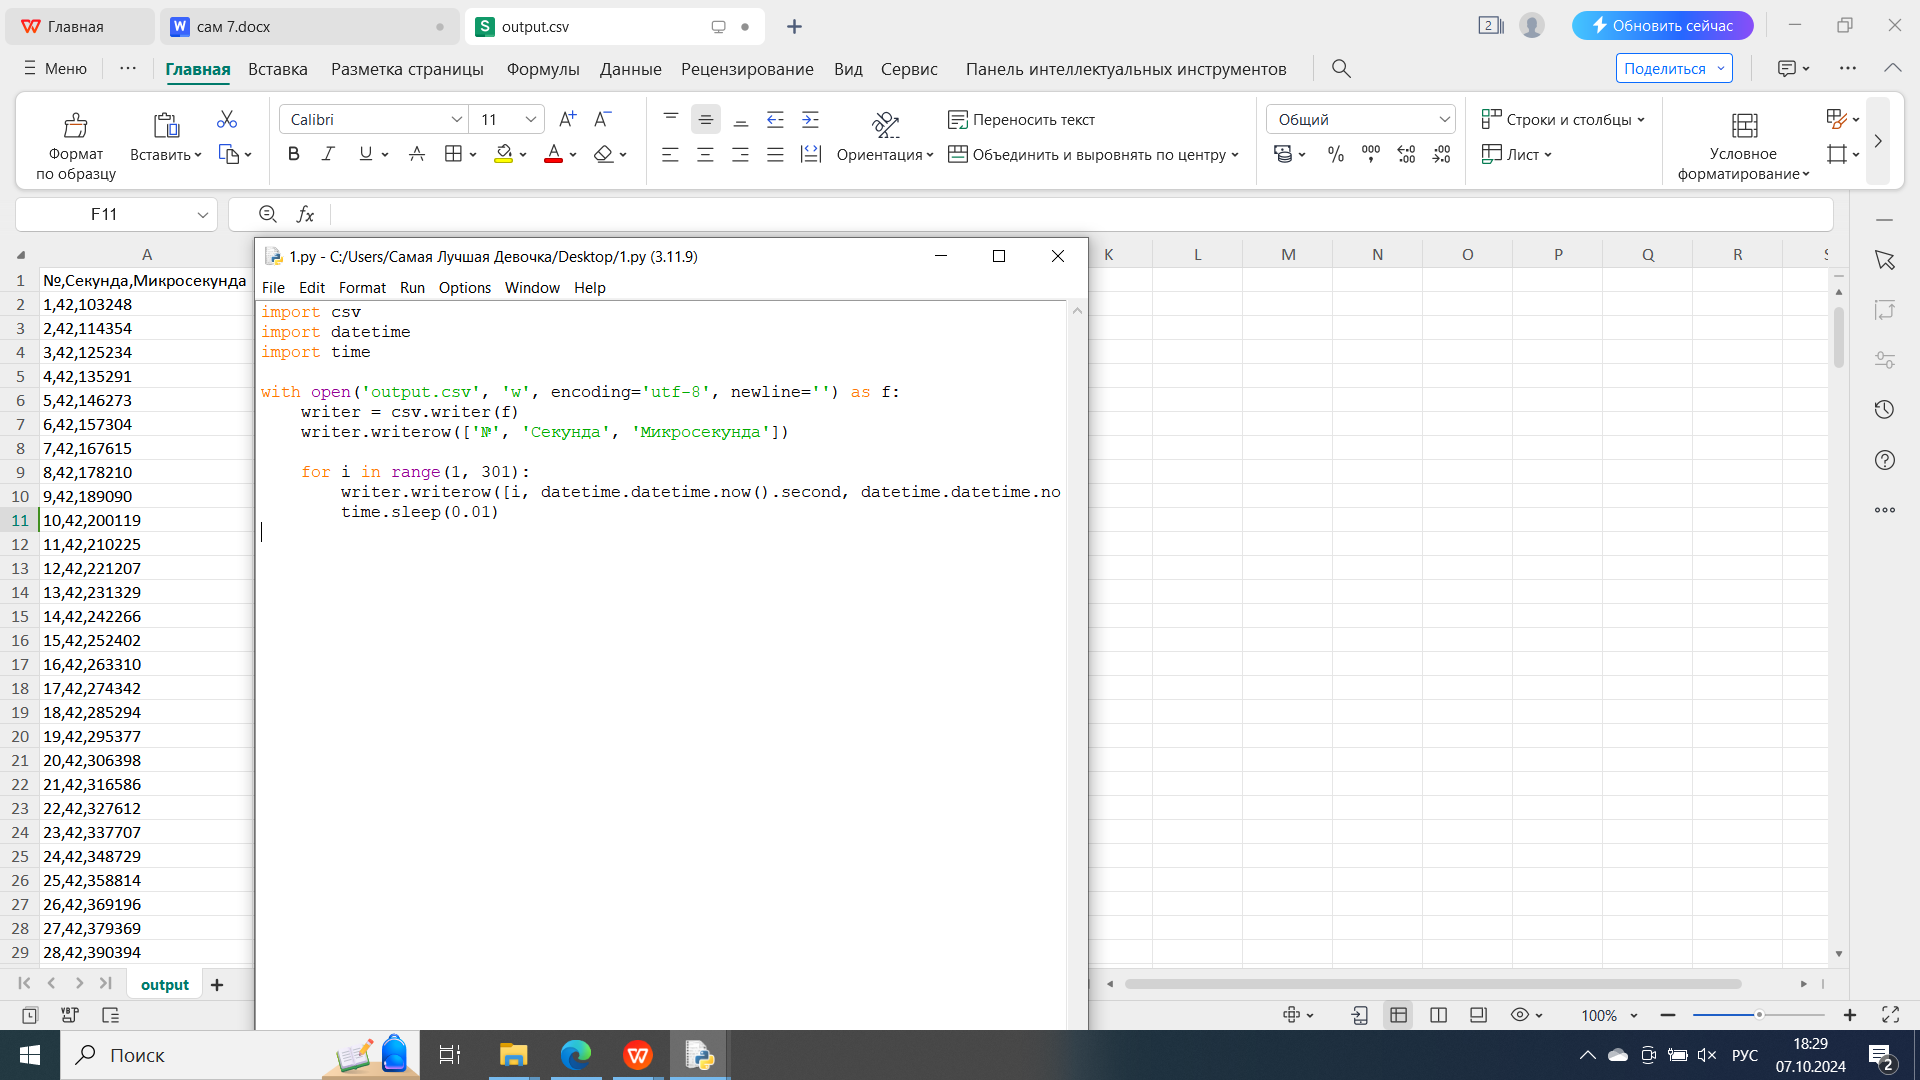 Главная
сам 7.docx
output.csv
2
Обновить сейчас
Меню
Главная
Вставка
Разметка страницы
Формулы
Данные
Рецензирование
Вид
Сервис
Панель интеллектуальных инструментов
Поделиться
Формат по образцу
Вставить
Calibri
11
Ориентация
Переносить текст
Объединить и выровнять по центру
Общий
Строки и столбцы
Лист
Условное форматирование
F11
1.py - C:/Users/Самая Лучшая Девочка/Desktop/1.py (3.11.9)
File Edit Format Run Options Window Help
import csv
import datetime
import time
with open('output.csv', 'w', encoding='utf-8', newline='') as f:
writer = csv.writer(f)
writer.writerow(['№', 'Секунда', 'Микросекунда'])
for i in range(1, 301):
writer.writerow([i, datetime.datetime.now().second, datetime.datetime.no
time.sleep(0.01)
A K L M N O P Q R S
1 №,Секунда,Микросекунда
2 1,42,103248
3 2,42,114354
4 3,42,125234
5 4,42,135291
6 5,42,146273
7 6,42,157304
8 7,42,167615
9 8,42,178210
10 9,42,189090
11 10,42,200119
12 11,42,210225
13 12,42,221207
14 13,42,231329
15 14,42,242266
16 15,42,252402
17 16,42,263310
18 17,42,274342
19 18,42,285294
20 19,42,295377
21 20,42,306398
22 21,42,316586
23 22,42,327612
24 23,42,337707
25 24,42,348729
26 25,42,358814
27 26,42,369196
28 27,42,379369
29 28,42,390394
output
100%
Поиск
РУС
18:29
07.10.2024
2